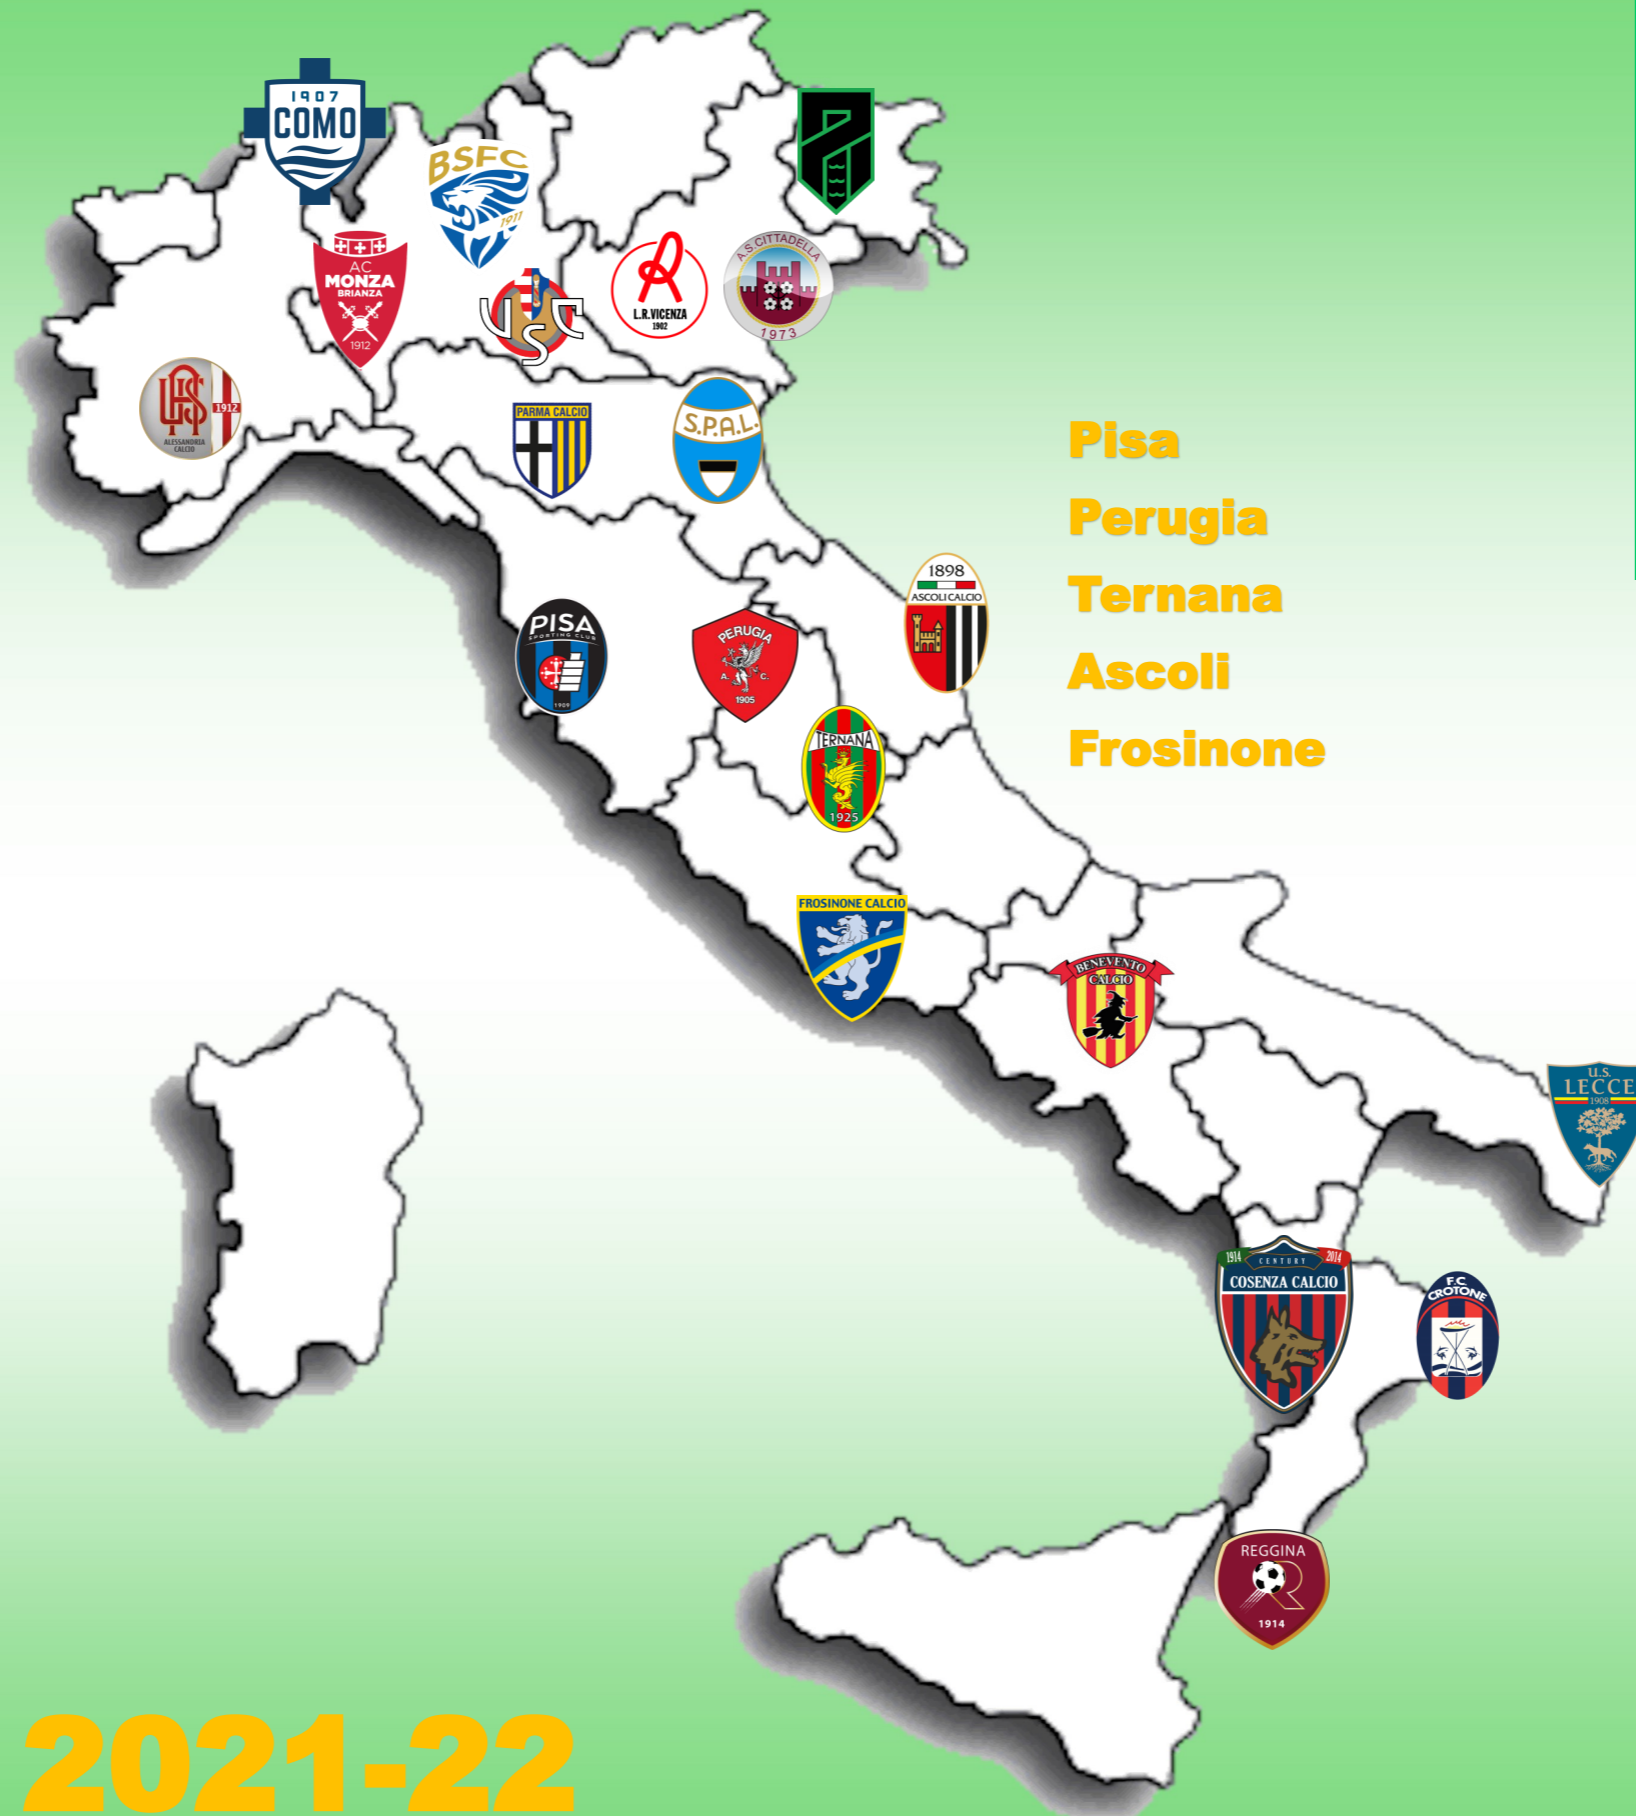 1907
COMO
BSFC
1911
AC
MONZA
BRIANZA
1912
USC
L.R.VICENZA
1902
A.S.CITTADELLA
1973
1912
ALESSANDRIA
CALCIO
PARMA CALCIO
S.P.A.L.
Pisa
Perugia
Ternana
Ascoli
Frosinone
1898
ASCOLI CALCIO
PISA
SPORTING CLUB
1909
PERUGIA
A. C.
1905
TERNANA
1925
FROSINONE CALCIO
BENEVENTO
CALCIO
U.S.
LECCE
1908
1914 CENTURY 2014
COSENZA CALCIO
F.C.
CROTONE
REGGINA
1914
2021-22